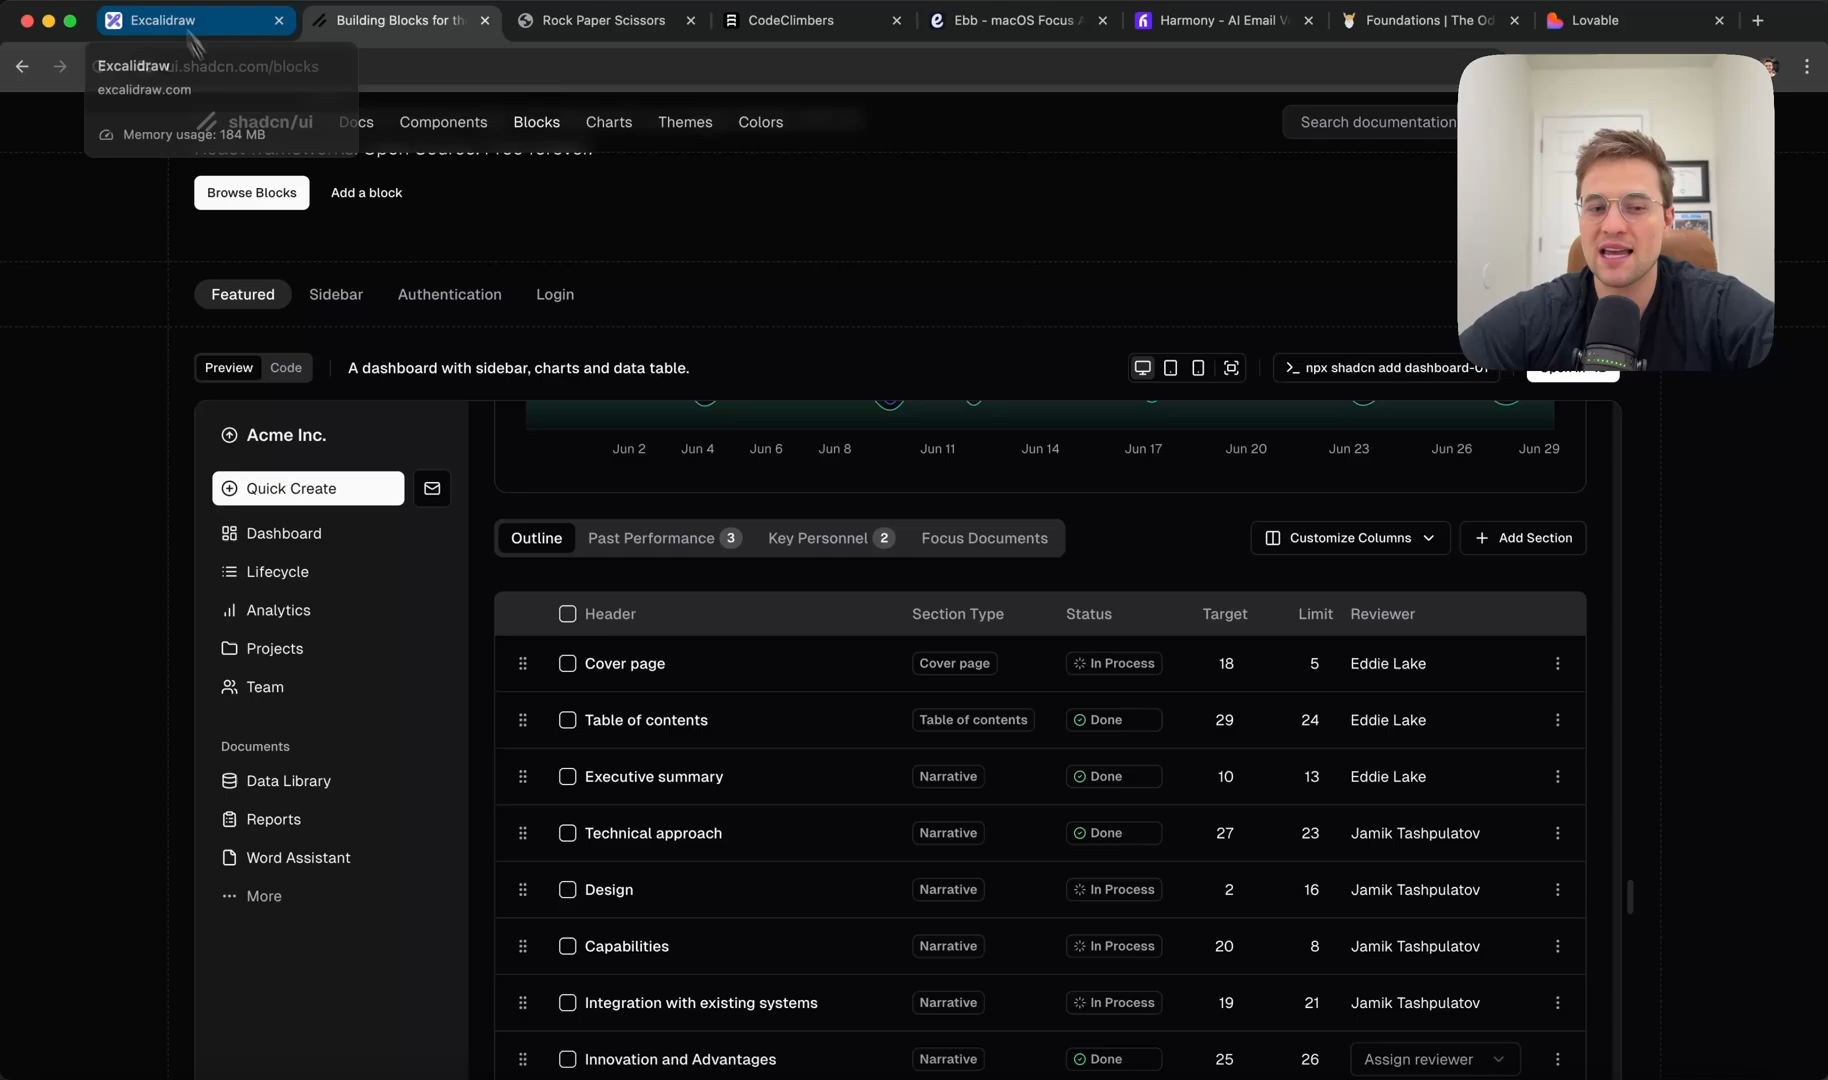 Excalidraw
Building Blocks for the
Rock Paper Scissors
CodeClimbers
Ebb - macOS Focus A
Harmony - AI Email V
Foundations | The Od
Lovable
Excalidraw
ui.shadcn.com/blocks
excalidraw.com
Memory usage: 184 MB
shadcn/ui
Docs
Components
Blocks
Charts
Themes
Colors
Search documentation
React frameworks. Open Source. Free forever.
Browse Blocks
Add a block
Featured
Sidebar
Authentication
Login
Preview
Code
A dashboard with sidebar, charts and data table.
npx shadcn add dashboard-01
Acme Inc.
Jun 2
Jun 4
Jun 6
Jun 8
Jun 11
Jun 14
Jun 17
Jun 20
Jun 23
Jun 26
Jun 29
Quick Create
Dashboard
Lifecycle
Analytics
Projects
Team
Documents
Data Library
Reports
Word Assistant
More
Outline
Past Performance 3
Key Personnel 2
Focus Documents
Customize Columns
Add Section
Header Section Type Status Target Limit Reviewer
Cover page Cover page In Process 18 5 Eddie Lake
Table of contents Table of contents Done 29 24 Eddie Lake
Executive summary Narrative Done 10 13 Eddie Lake
Technical approach Narrative Done 27 23 Jamik Tashpulatov
Design Narrative In Process 2 16 Jamik Tashpulatov
Capabilities Narrative In Process 20 8 Jamik Tashpulatov
Integration with existing systems Narrative In Process 19 21 Jamik Tashpulatov
Innovation and Advantages Narrative Done 25 26 Assign reviewer